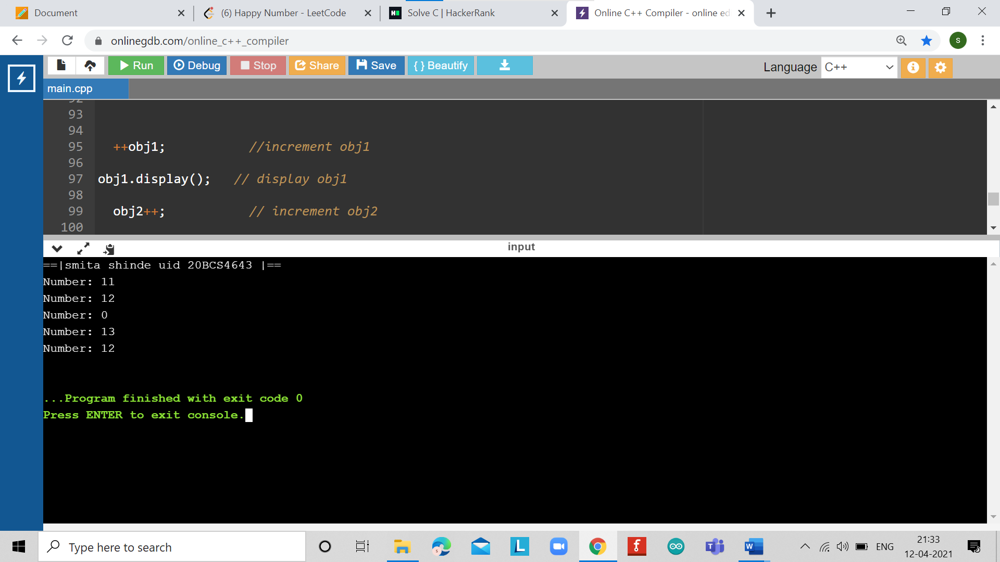 Document
(6) Happy Number - LeetCode
Solve C | HackerRank
Online C++ Compiler - online ed
onlinegdb.com/online_c++_compiler
S
Run
Debug
Stop
Share
Save
{ } Beautify
Language
C++
main.cpp
92
93
94
95 ++obj1; //increment obj1
96
97 obj1.display(); // display obj1
98
99 obj2++; // increment obj2
100
input
==|smita shinde uid 20BCS4643 |==
Number: 11
Number: 12
Number: 0
Number: 13
Number: 12
...Program finished with exit code 0
Press ENTER to exit console.
Type here to search
ENG
21:33
12-04-2021